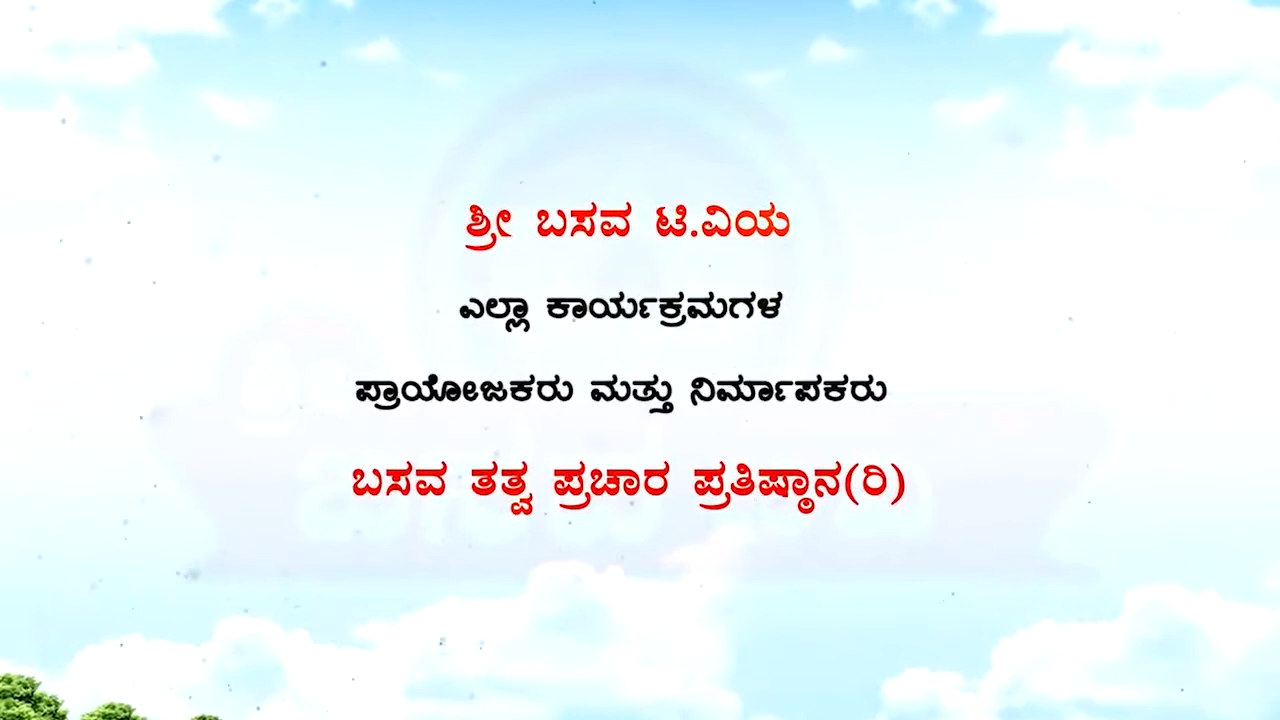 ಶ್ರೀ ಬಸವ ಟಿ.ವಿಯ
ಎಲ್ಲಾ ಕಾರ್ಯಕ್ರಮಗಳ
ಪ್ರಾಯೋಜಕರು ಮತ್ತು ನಿರ್ಮಾಪಕರು
ಬಸವ ತತ್ವ ಪ್ರಚಾರ ಪ್ರತಿಷ್ಠಾನ(ರಿ)